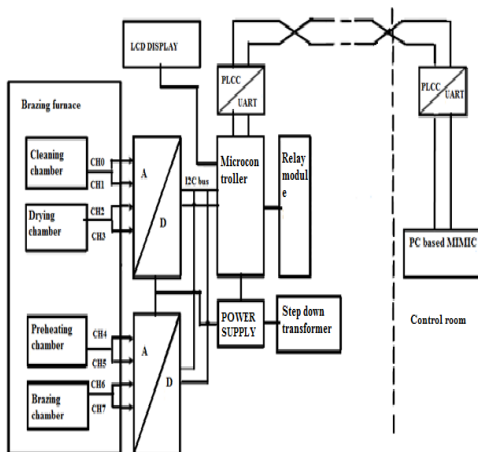 LCD DISPLAY
PLCC
UART
PLCC
UART
Brazing furnace
Cleaning
chamber
CH0
CH1
A
D
I2C bus
Microcon
troller
Relay
modul
e
Drying
chamber
CH2
CH3
PC based MIMIC
Preheating
chamber
CH4
CH5
A
D
POWER
SUPPLY
Step down
transformer
Control room
Brazing
chamber
CH6
CH7